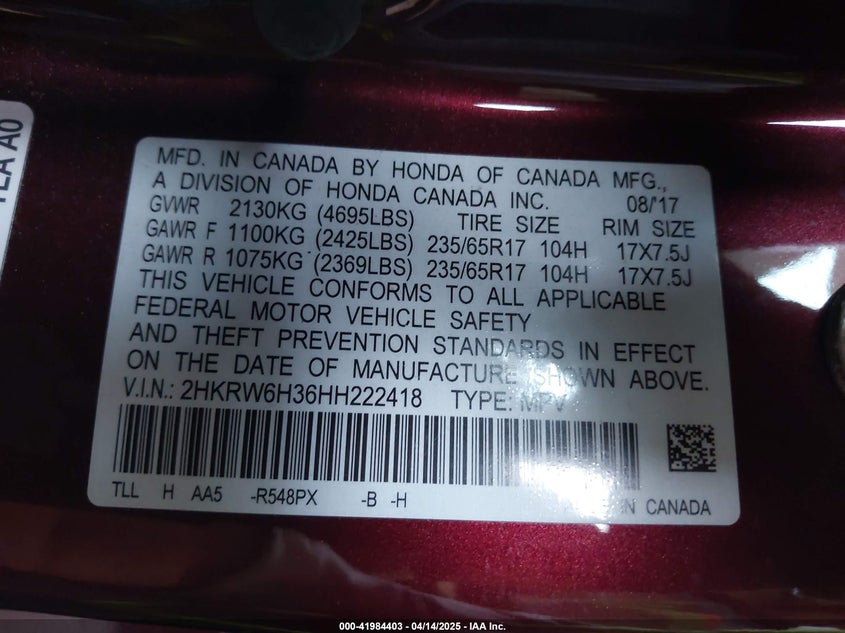 TLA A0
MFD. IN CANADA BY HONDA OF CANADA MFG.,
A DIVISION OF HONDA CANADA INC. 08/'17
GVWR 2130KG (4695LBS) TIRE SIZE RIM SIZE
GAWR F 1100KG (2425LBS) 235/65R17 104H 17X7.5J
GAWR R 1075KG (2369LBS) 235/65R17 104H 17X7.5J
THIS VEHICLE CONFORMS TO ALL APPLICABLE
FEDERAL MOTOR VEHICLE SAFETY
AND THEFT PREVENTION STANDARDS IN EFFECT
ON THE DATE OF MANUFACTURE SHOWN ABOVE.
V.I.N.: 2HKRW6H36HH222418 TYPE: MPV
TLL H AA5 -R548PX -B -H IN CANADA
000-41984403 - 04/14/2025 - IAA Inc.